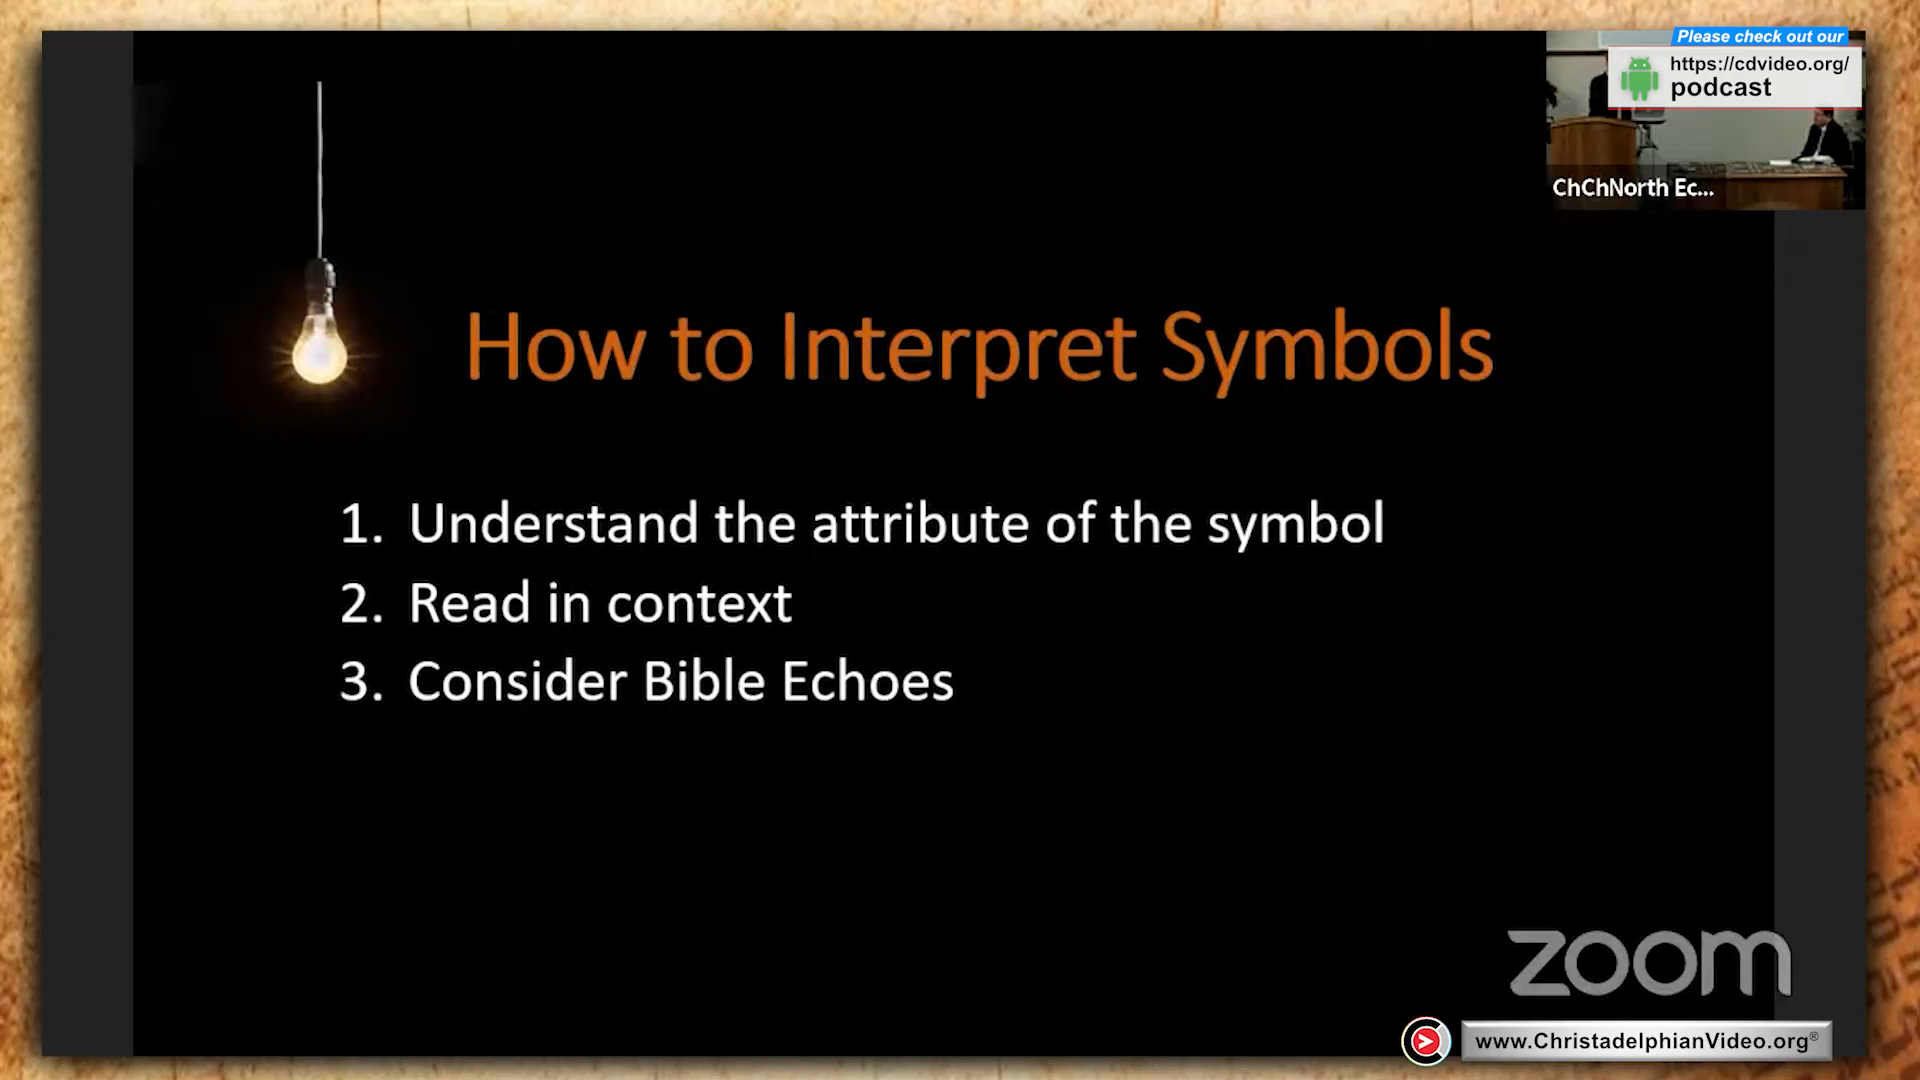 Please check out our
https://cdvideo.org/
podcast
ChChNorth Ec...
How to Interpret Symbols
1. Understand the attribute of the symbol
2. Read in context
3. Consider Bible Echoes
zoom
www.ChristadelphianVideo.org®